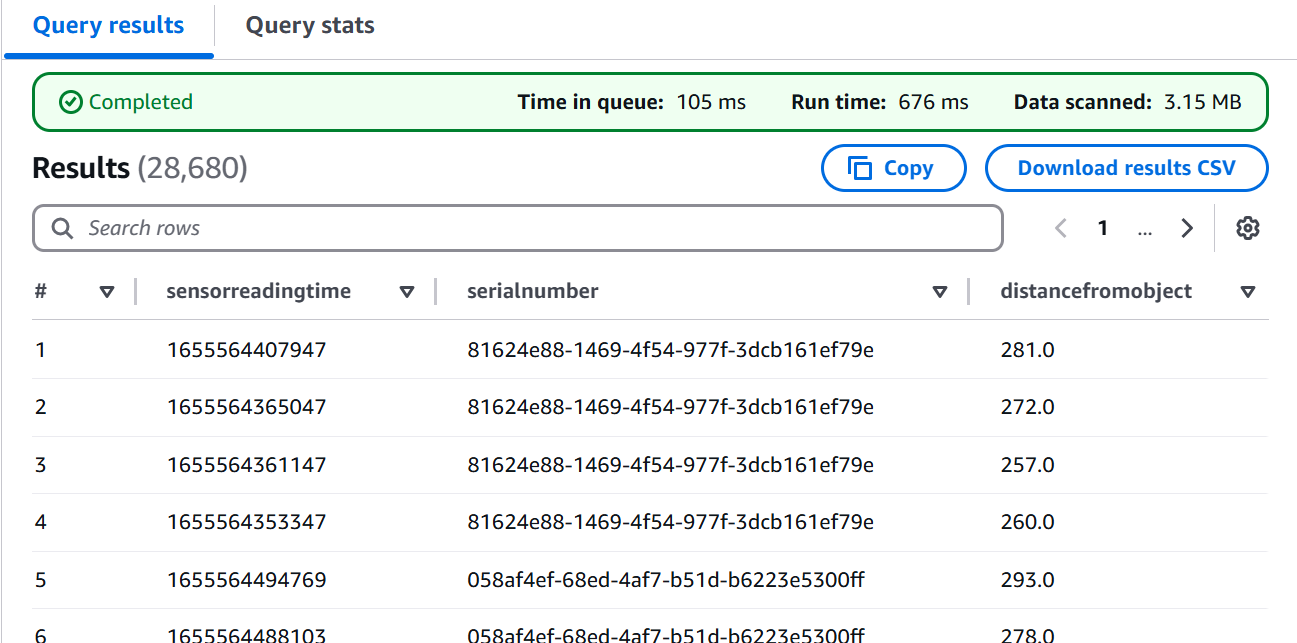 Query results Query stats
Completed Time in queue: 105 ms Run time: 676 ms Data scanned: 3.15 MB
Results (28,680) Copy Download results CSV
Search rows 1 ...
# sensorreadingtime serialnumber distancefromobject
1 1655564407947 81624e88-1469-4f54-977f-3dcb161ef79e 281.0
2 1655564365047 81624e88-1469-4f54-977f-3dcb161ef79e 272.0
3 1655564361147 81624e88-1469-4f54-977f-3dcb161ef79e 257.0
4 1655564353347 81624e88-1469-4f54-977f-3dcb161ef79e 260.0
5 1655564494769 058af4ef-68ed-4af7-b51d-b6223e5300ff 293.0
6 1655564488103 058af4ef-68ed-4af7-b51d-b6223e5300ff 278.0